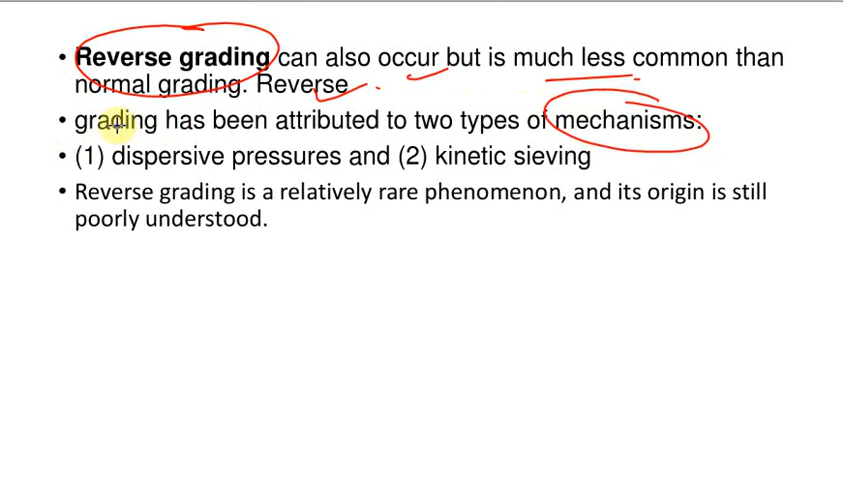 • Reverse grading can also occur but is much less common than
normal grading. Reverse
• grading has been attributed to two types of mechanisms:
• (1) dispersive pressures and (2) kinetic sieving
• Reverse grading is a relatively rare phenomenon, and its origin is still
poorly understood.